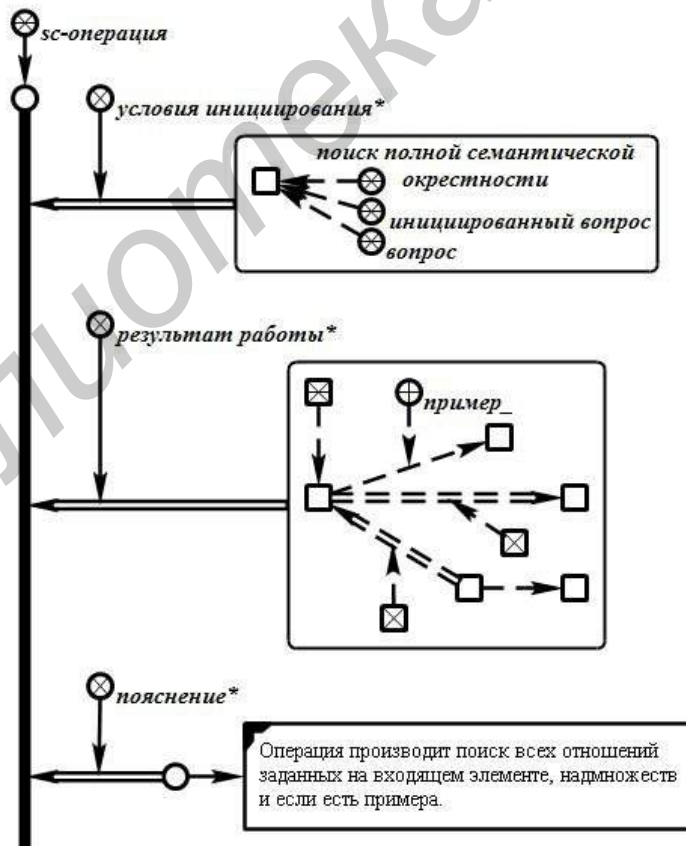 sc-операция
условия инициирования*
поиск полной семантической
окрестности
инициированный вопрос
вопрос
результат работы*
пример_
пояснение*
Операция производит поиск всех отношений
заданных на входящем элементе, надмножеств
и если есть примера.